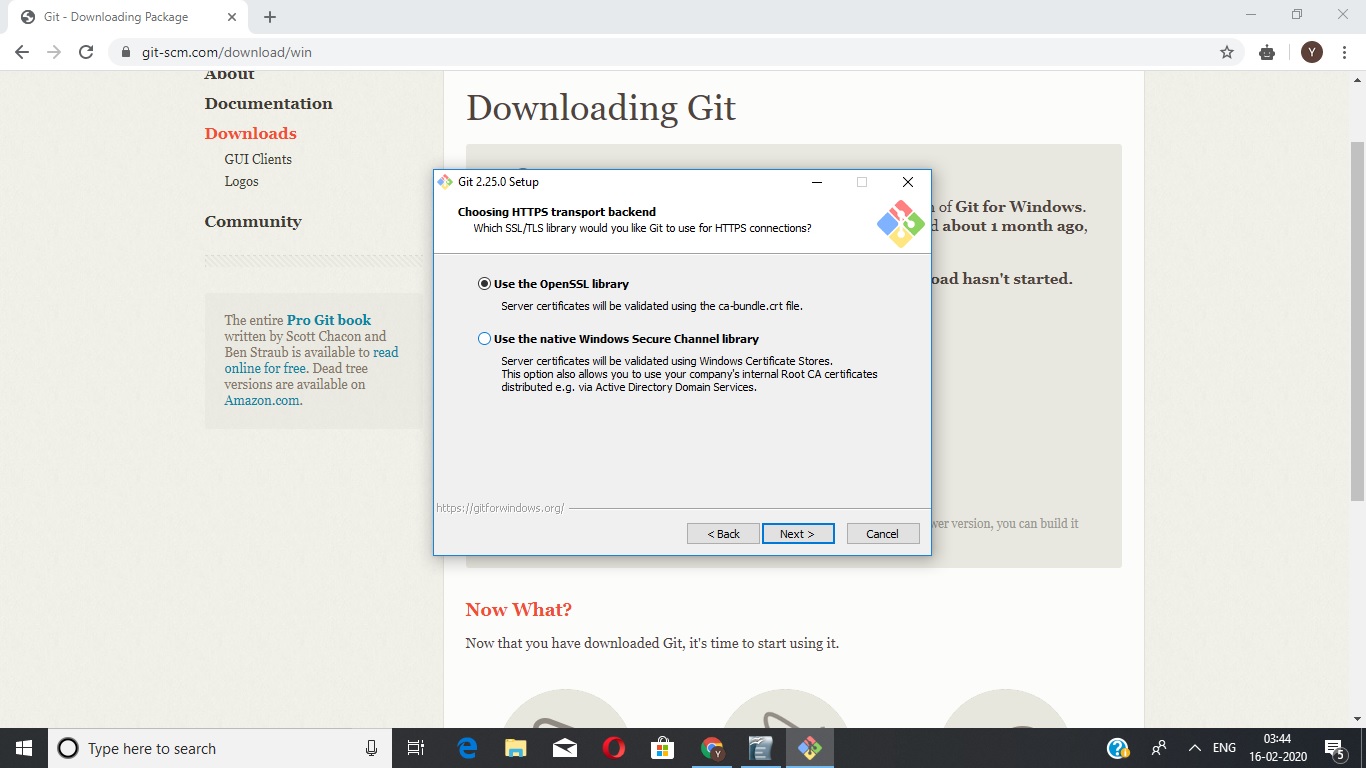 Git - Downloading Package
git-scm.com/download/win
Y
About
Documentation
Downloads
GUI Clients
Logos
Community
The entire Pro Git book
written by Scott Chacon and
Ben Straub is available to read
online for free. Dead tree
versions are available on
Amazon.com.
Downloading Git
of Git for Windows.
about 1 month ago,
hasn't started.
version, you can build it
Git 2.25.0 Setup
Choosing HTTPS transport backend
Which SSL/TLS library would you like Git to use for HTTPS connections?
Use the OpenSSL library
Server certificates will be validated using the ca-bundle.crt file.
Use the native Windows Secure Channel library
Server certificates will be validated using Windows Certificate Stores.
This option also allows you to use your company's internal Root CA certificates
distributed e.g. via Active Directory Domain Services.
https://gitforwindows.org/
< Back
Next >
Cancel
Now What?
Now that you have downloaded Git, it's time to start using it.
Type here to search
Y
ENG
03:44
16-02-2020
5